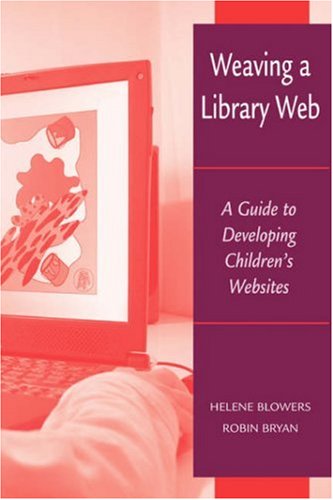 Weaving a
Library Web
A Guide to
Developing
Children's
Websites
HELENE BLOWERS
ROBIN BRYAN